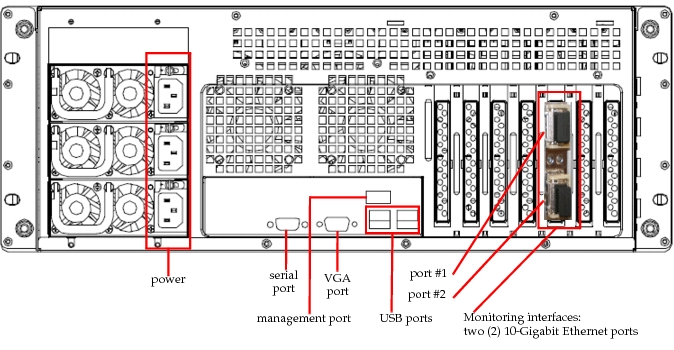 port #1
power
serial
port
VGA
port
port #2
management port
USB ports
Monitoring interfaces:
two (2) 10-Gigabit Ethernet ports